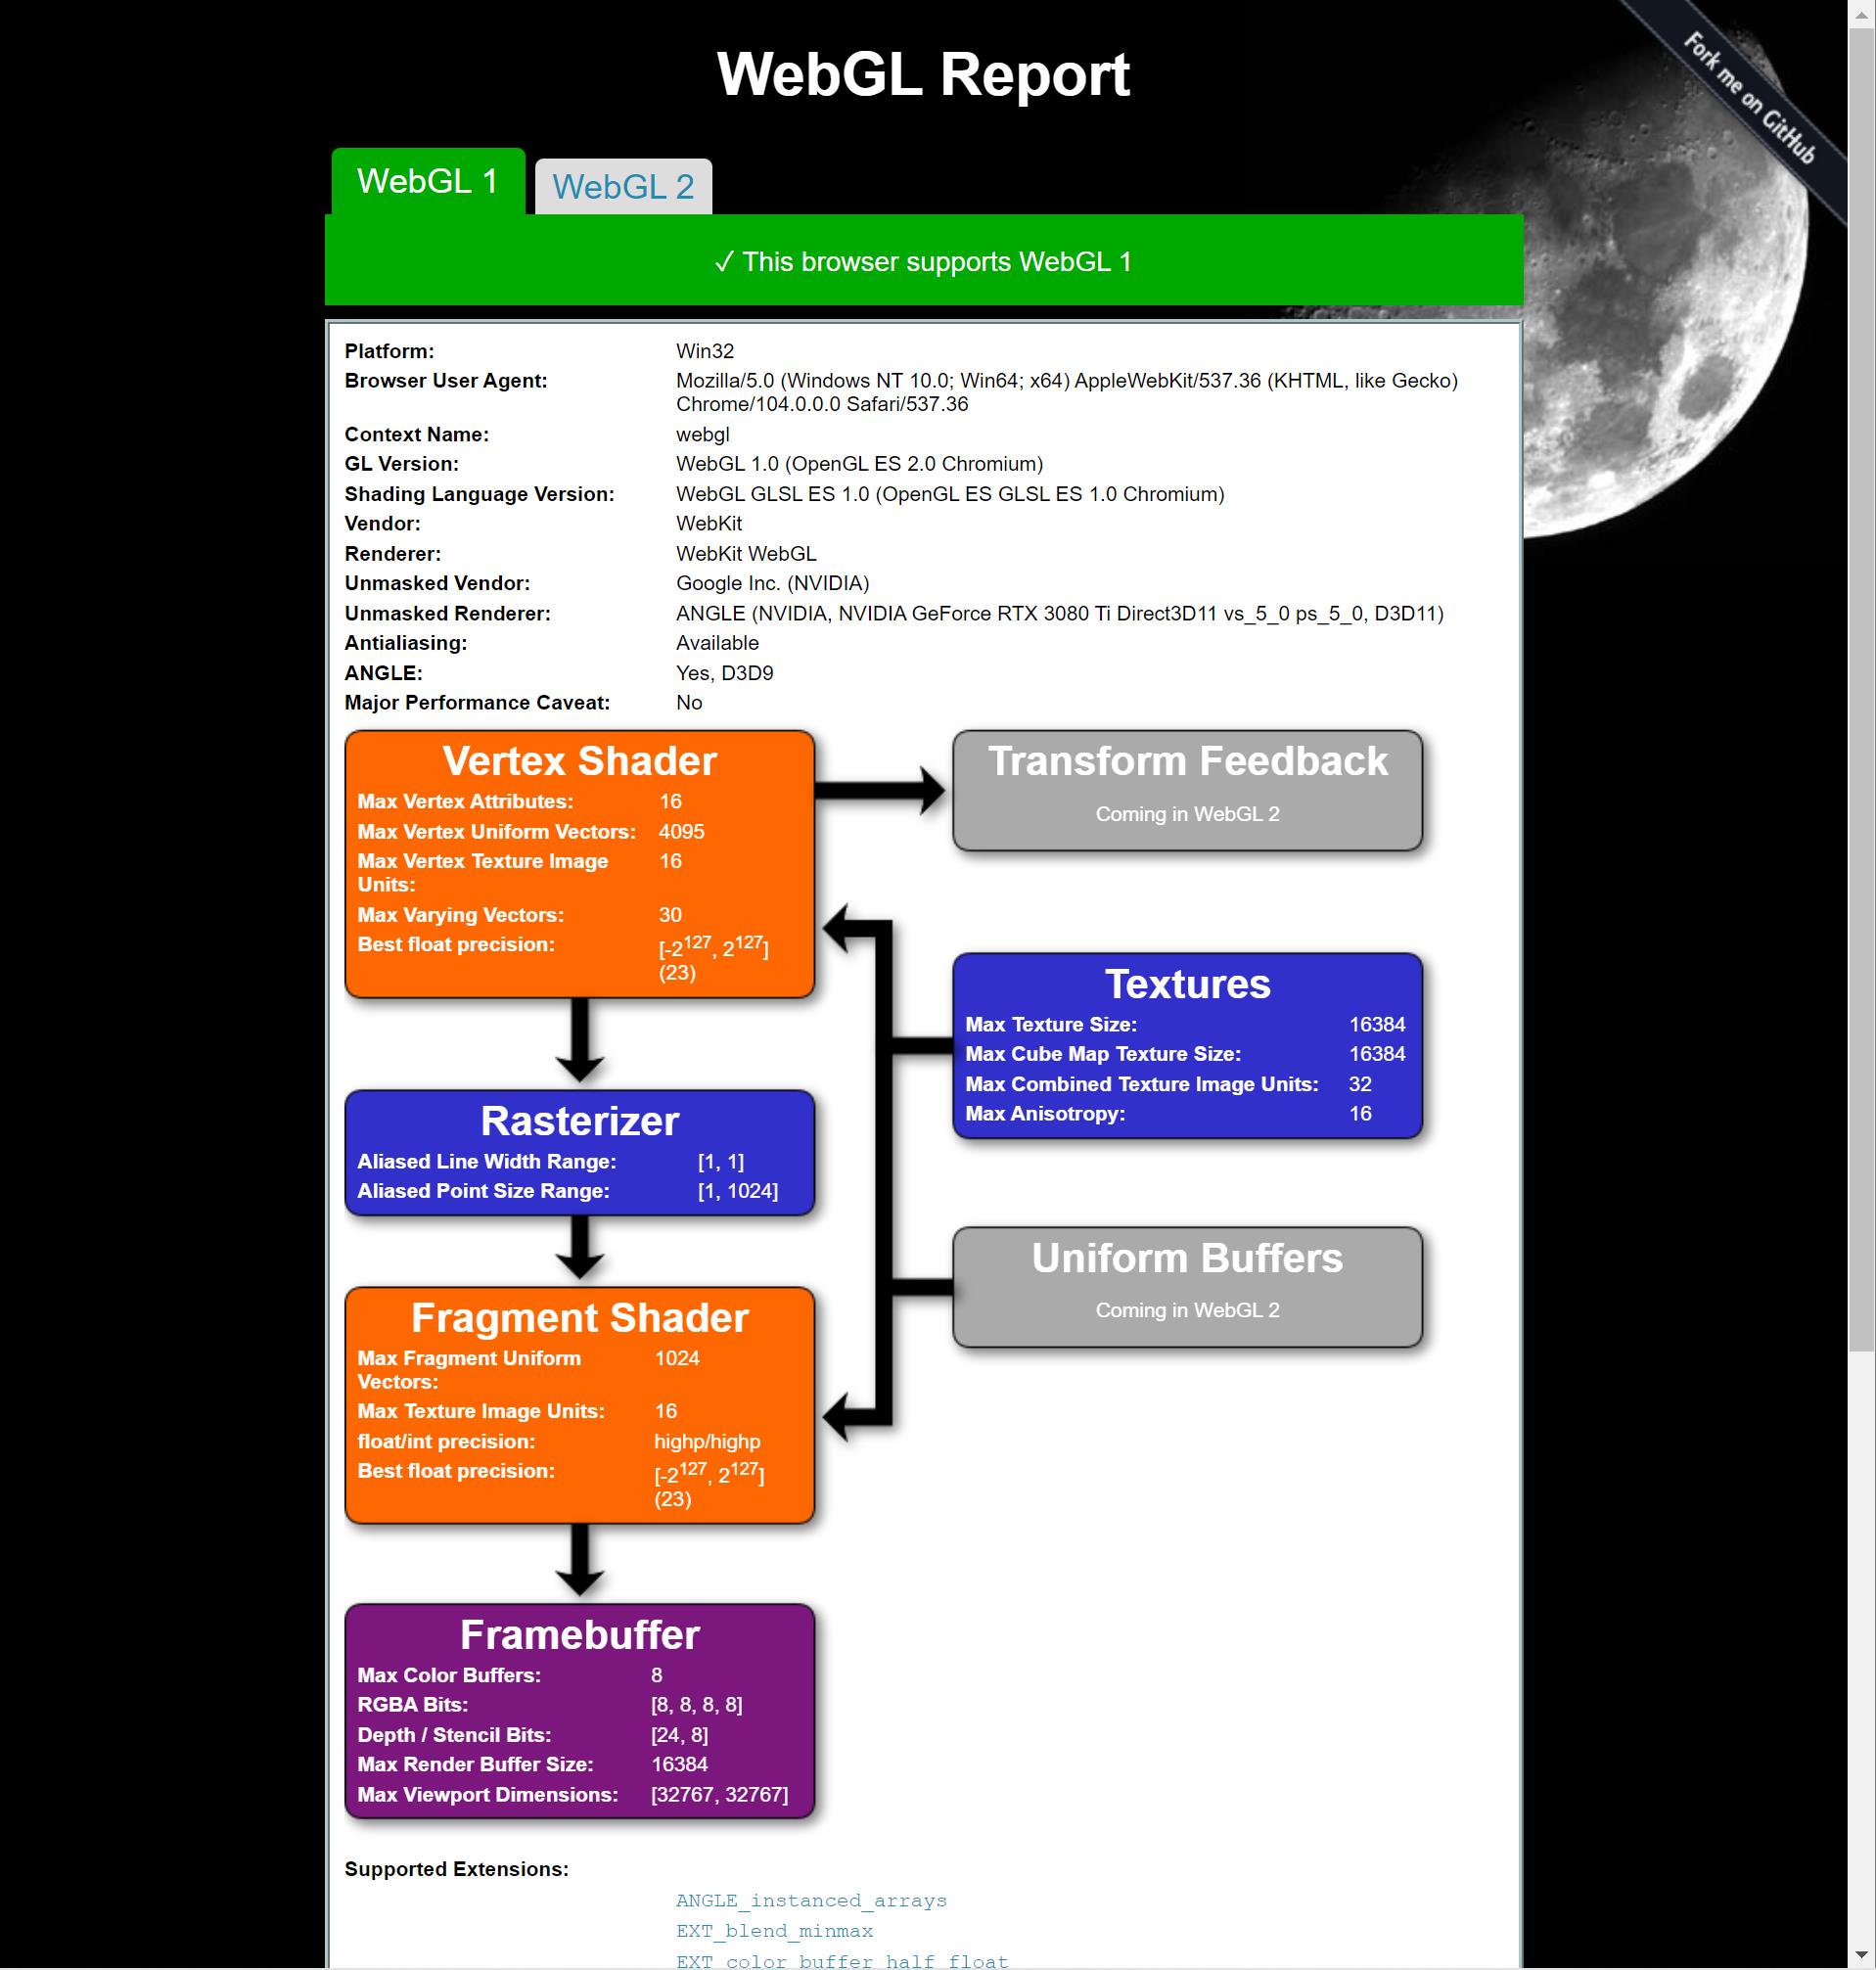 Fork me on GitHub
WebGL Report
WebGL 1
WebGL 2
✓ This browser supports WebGL 1
Platform: Win32
Browser User Agent: Mozilla/5.0 (Windows NT 10.0; Win64; x64) AppleWebKit/537.36 (KHTML, like Gecko)
Chrome/104.0.0.0 Safari/537.36
Context Name: webgl
GL Version: WebGL 1.0 (OpenGL ES 2.0 Chromium)
Shading Language Version: WebGL GLSL ES 1.0 (OpenGL ES GLSL ES 1.0 Chromium)
Vendor: WebKit
Renderer: WebKit WebGL
Unmasked Vendor: Google Inc. (NVIDIA)
Unmasked Renderer: ANGLE (NVIDIA, NVIDIA GeForce RTX 3080 Ti Direct3D11 vs_5_0 ps_5_0, D3D11)
Antialiasing: Available
ANGLE: Yes, D3D9
Major Performance Caveat: No
Vertex Shader
Max Vertex Attributes: 16
Max Vertex Uniform Vectors: 4095
Max Vertex Texture Image 16
Units:
Max Varying Vectors: 30
Best float precision: [-2^127, 2^127]
(23)
Transform Feedback
Coming in WebGL 2
Textures
Max Texture Size: 16384
Max Cube Map Texture Size: 16384
Max Combined Texture Image Units: 32
Max Anisotropy: 16
Rasterizer
Aliased Line Width Range: [1, 1]
Aliased Point Size Range: [1, 1024]
Uniform Buffers
Coming in WebGL 2
Fragment Shader
Max Fragment Uniform 1024
Vectors:
Max Texture Image Units: 16
float/int precision: highp/highp
Best float precision: [-2^127, 2^127]
(23)
Framebuffer
Max Color Buffers: 8
RGBA Bits: [8, 8, 8, 8]
Depth / Stencil Bits: [24, 8]
Max Render Buffer Size: 16384
Max Viewport Dimensions: [32767, 32767]
Supported Extensions:
ANGLE_instanced_arrays
EXT_blend_minmax
EXT_color_buffer_half_float